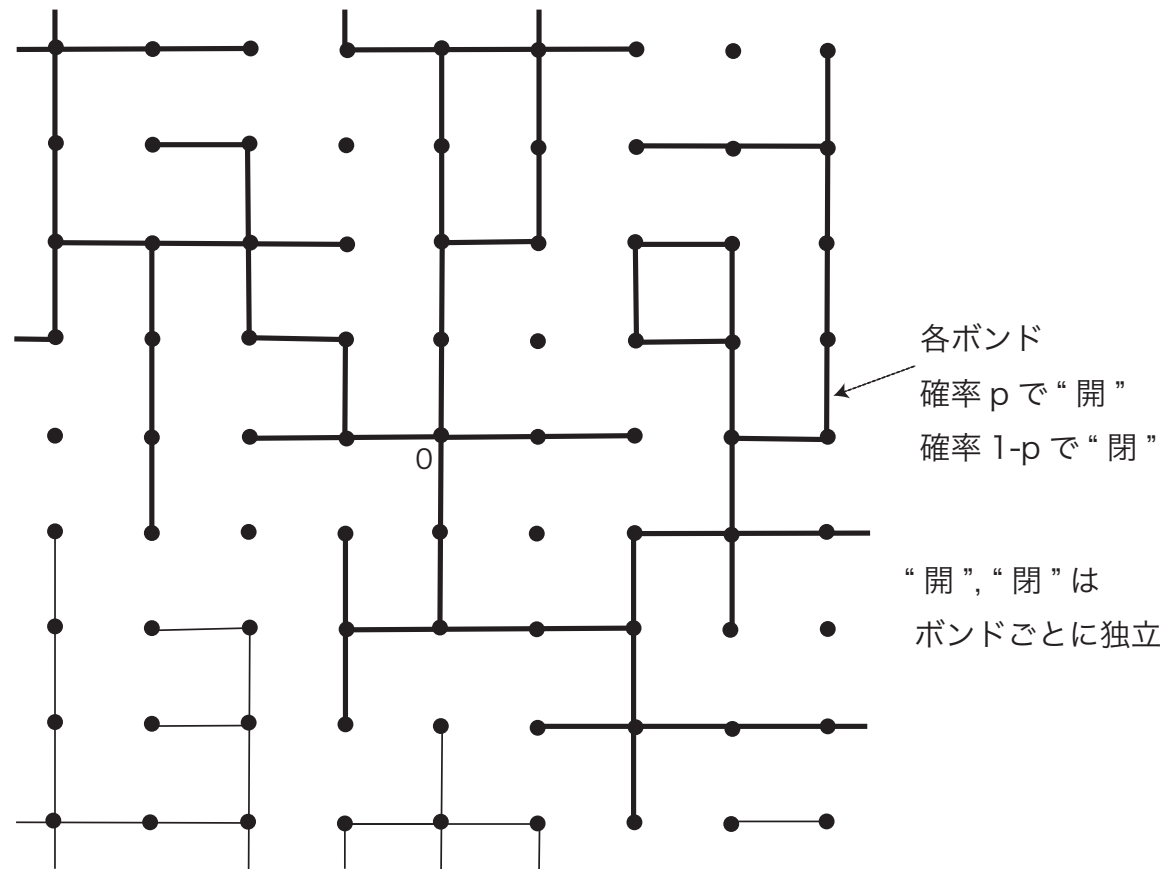 各ボンド
確率 p で “ 開 ”
確率 1-p で “ 閉 ”
0
“ 開 ”, “ 閉 ” は
ボンドごとに独立